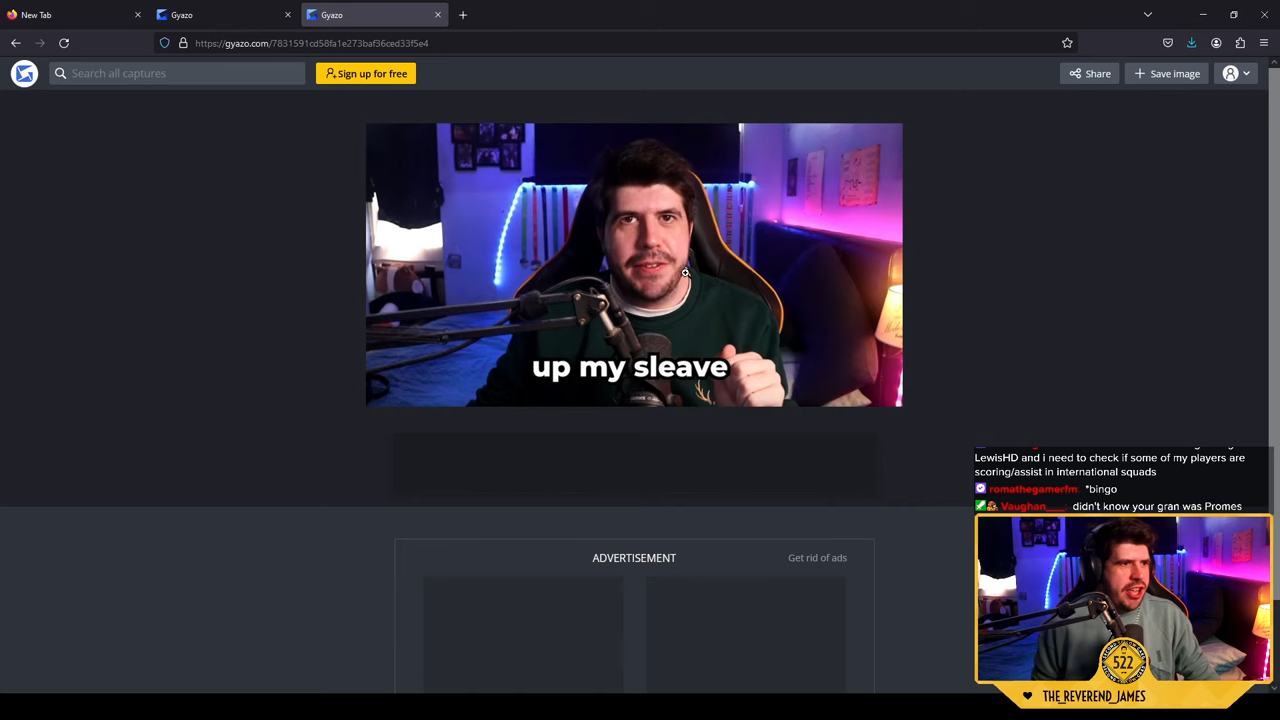 New Tab
Gyazo
Gyazo
https://gyazo.com/7831591cd58fa1e273baf36ced33f5e4
Search all captures
Sign up for free
Share
Save image
up my sleave
ADVERTISEMENT
Get rid of ads
LewisHD and i need to check if some of my players are
scoring/assist in international squads
romathegamerfm: *bingo
Vaughan___: didn't know your gran was Promes
522
THE_REVEREND_JAMES